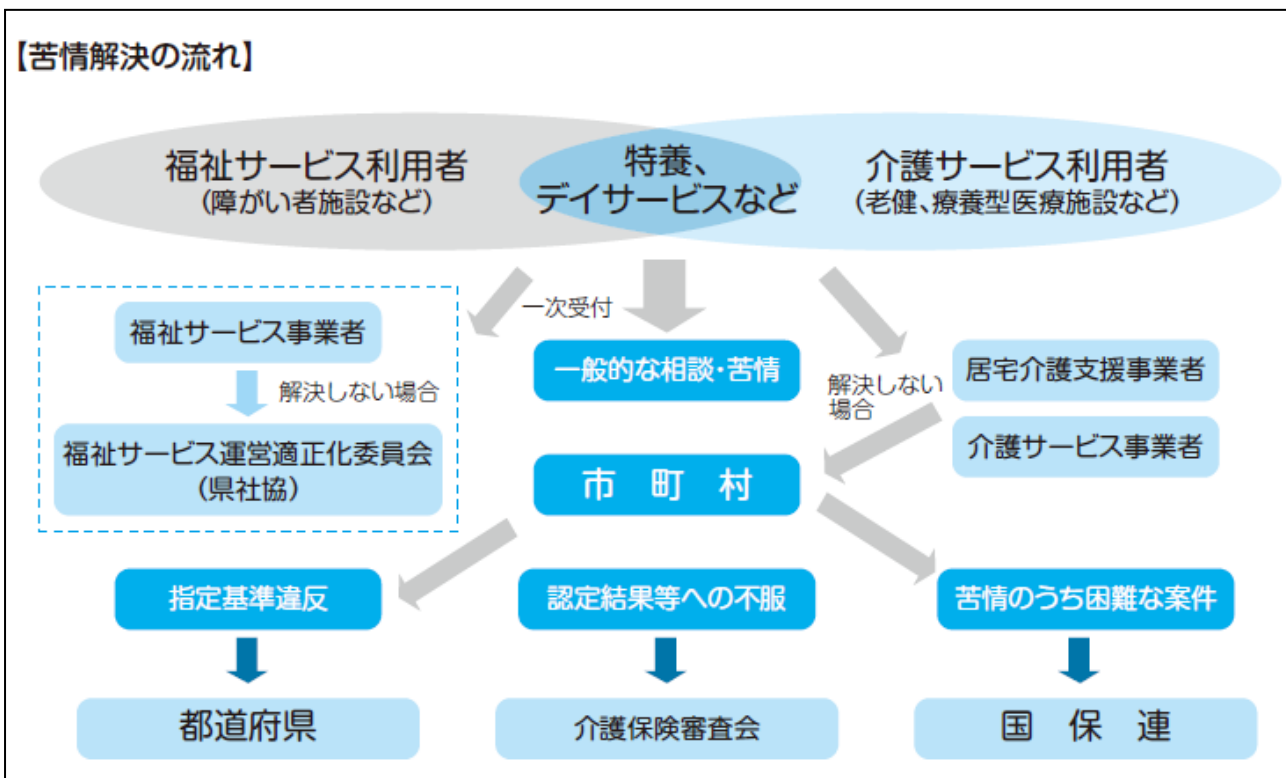 【苦情解決の流れ】
福祉サービス利用者
(障がい者施設など)
特養、
デイサービスなど
介護サービス利用者
(老健、療養型医療施設など)
一次受付
福祉サービス事業者
解決しない場合
福祉サービス運営適正化委員会
(県社協)
一般的な相談・苦情
解決しない
場合
居宅介護支援事業者
介護サービス事業者
市 町 村
指定基準違反
認定結果等への不服
苦情のうち困難な案件
都道府県
介護保険審査会
国 保 連